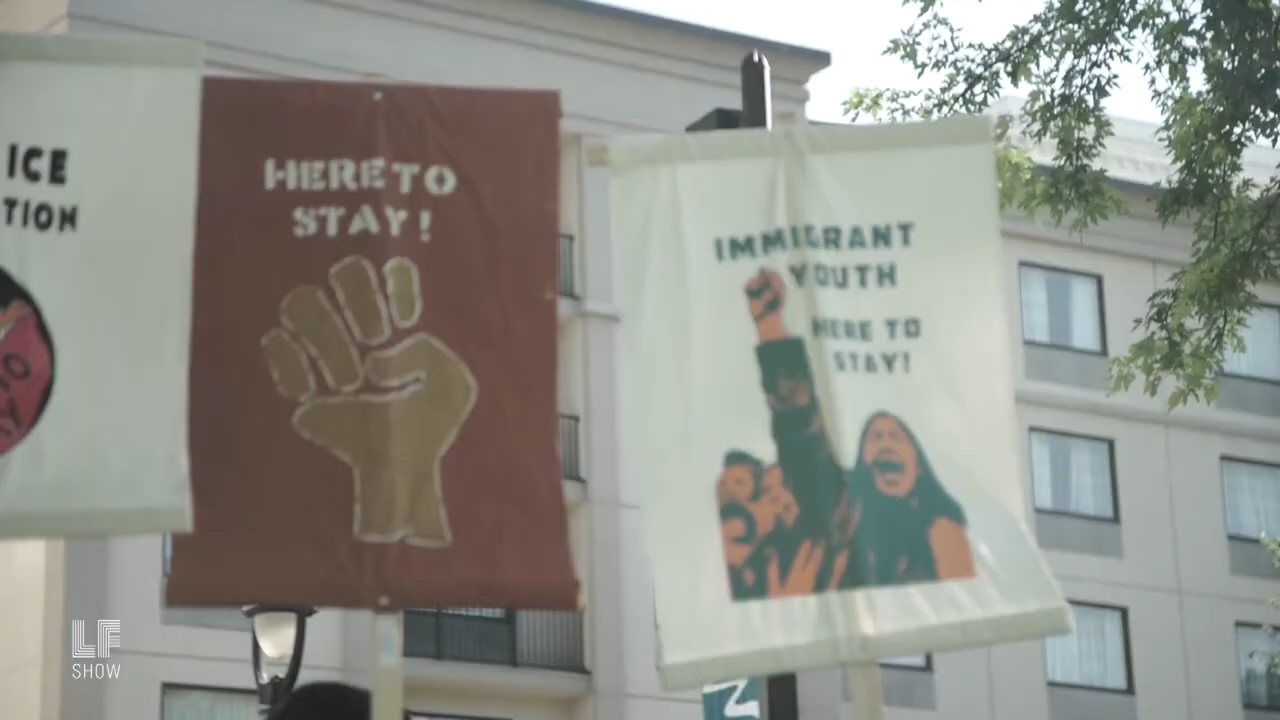 ICE
TION
HERE TO
STAY!
IMMIGRANT
YOUTH
HERE TO
STAY!
LF
SHOW